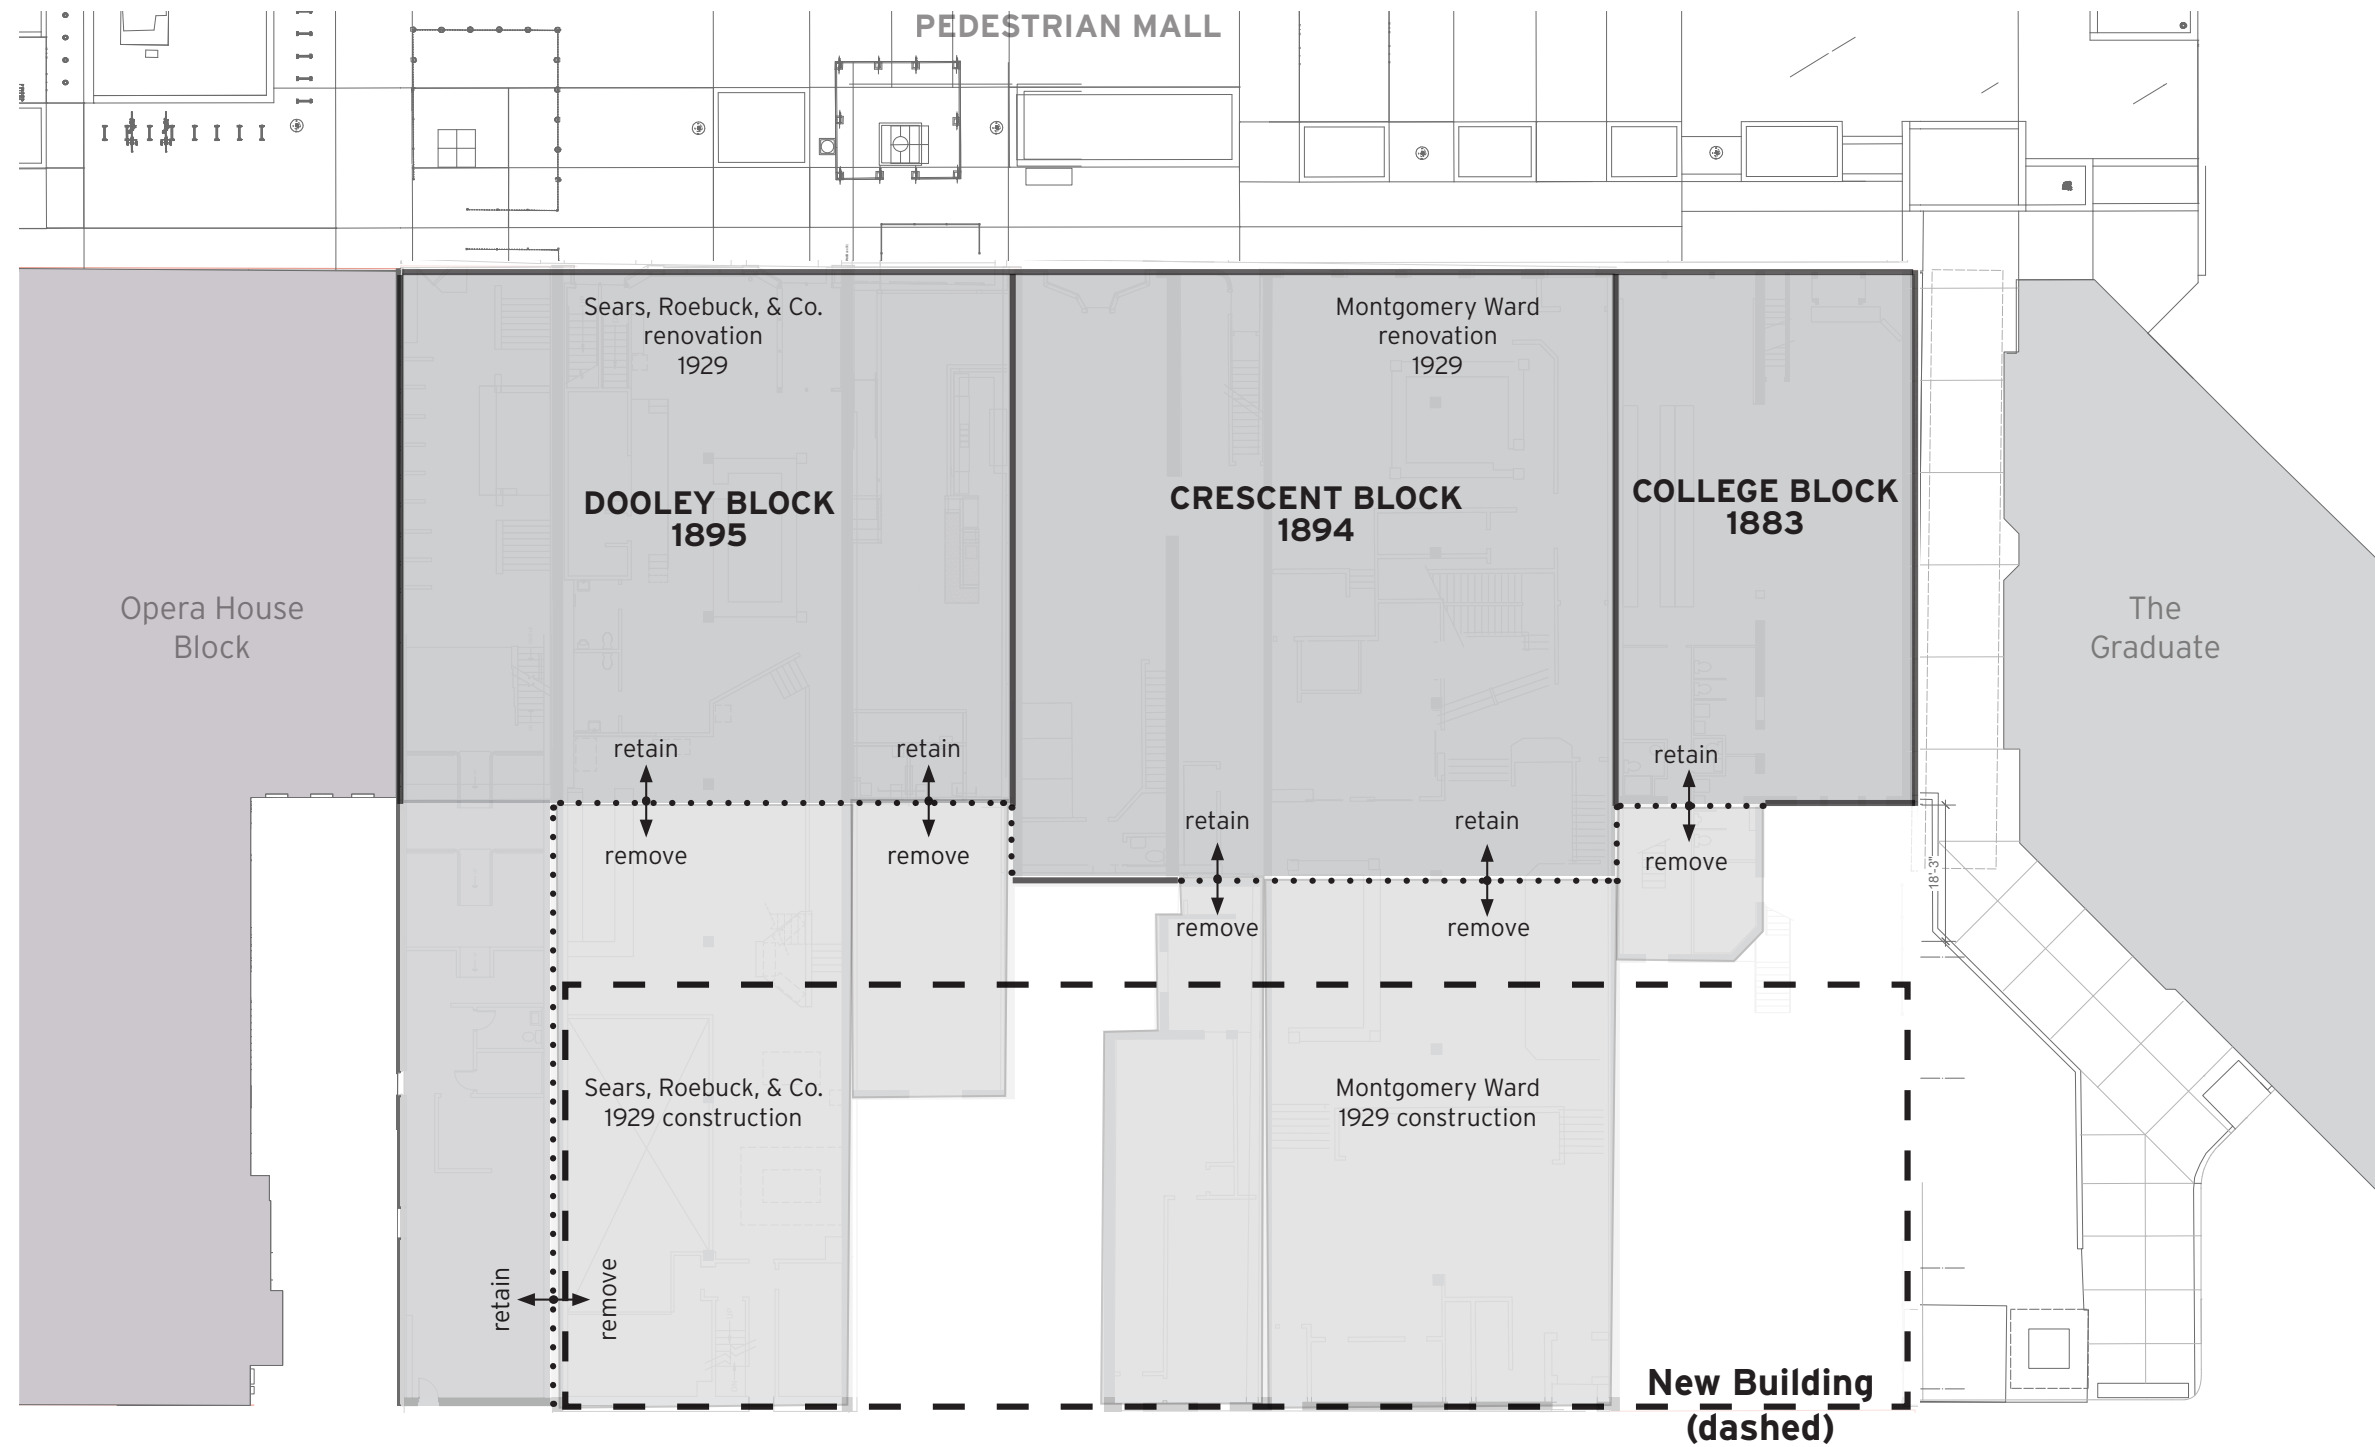 PEDESTRIAN MALL
Sears, Roebuck, & Co.
renovation
1929
Montgomery Ward
renovation
1929
DOOLEY BLOCK
1895
CRESCENT BLOCK
1894
COLLEGE BLOCK
1883
Opera House
Block
The
Graduate
retain
retain
retain
retain
retain
remove
remove
remove
remove
remove
18'-3"
Sears, Roebuck, & Co.
1929 construction
Montgomery Ward
1929 construction
retain
remove
New Building
(dashed)